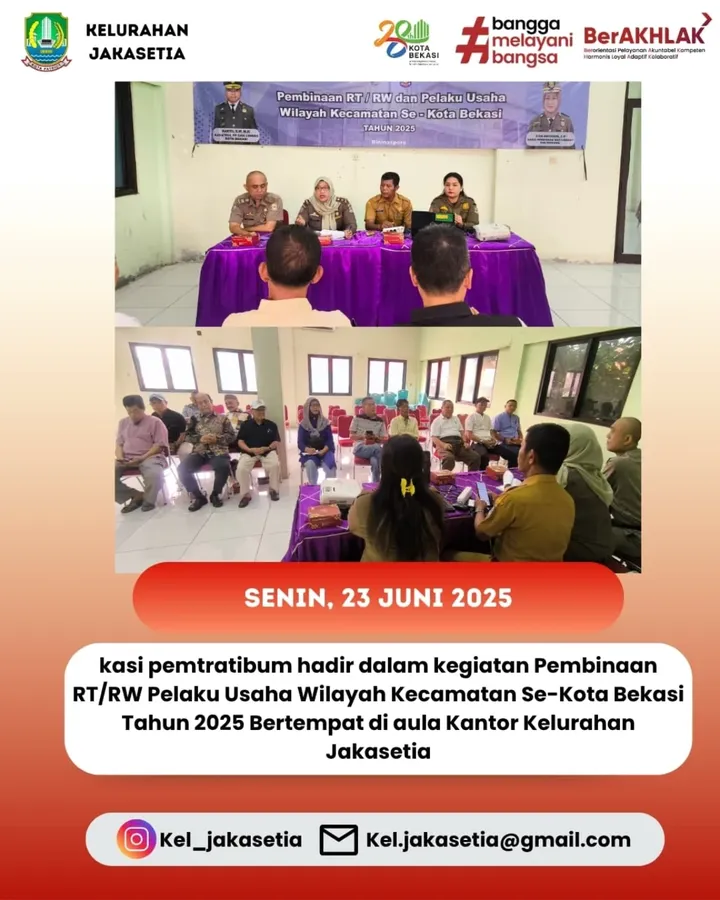 KELURAHAN
JAKASETIA
KOTA
BEKASI
#bangga
melayani
bangsa
BerAKHLAK
Berorientasi Pelayanan Akuntabel Kompeten
Harmonis Loyal Adaptif Kolaboratif
Pembinaan RT / RW dan Pelaku Usaha
Wilayah Kecamatan Se - Kota Bekasi
TAHUN 2025
SENIN, 23 JUNI 2025
kasi pemtratibum hadir dalam kegiatan Pembinaan
RT/RW Pelaku Usaha Wilayah Kecamatan Se-Kota Bekasi
Tahun 2025 Bertempat di aula Kantor Kelurahan
Jakasetia
Kel_jakasetia
Kel.jakasetia@gmail.com